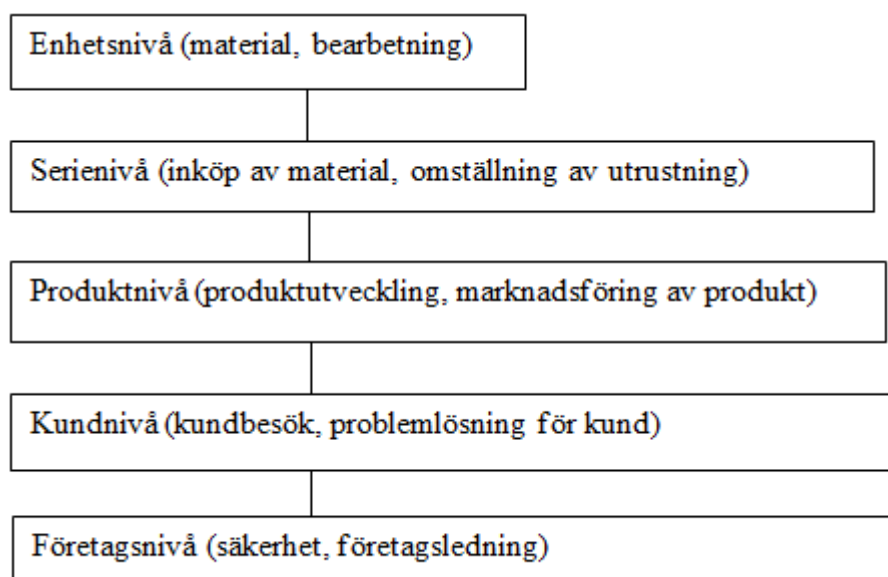 Enhetsnivå (material, bearbetning)
Serienivå (inköp av material, omställning av utrustning)
Produktnivå (produktutveckling, marknadsföring av produkt)
Kundnivå (kundbesök, problemlösning för kund)
Företagsnivå (säkerhet, företagsledning)